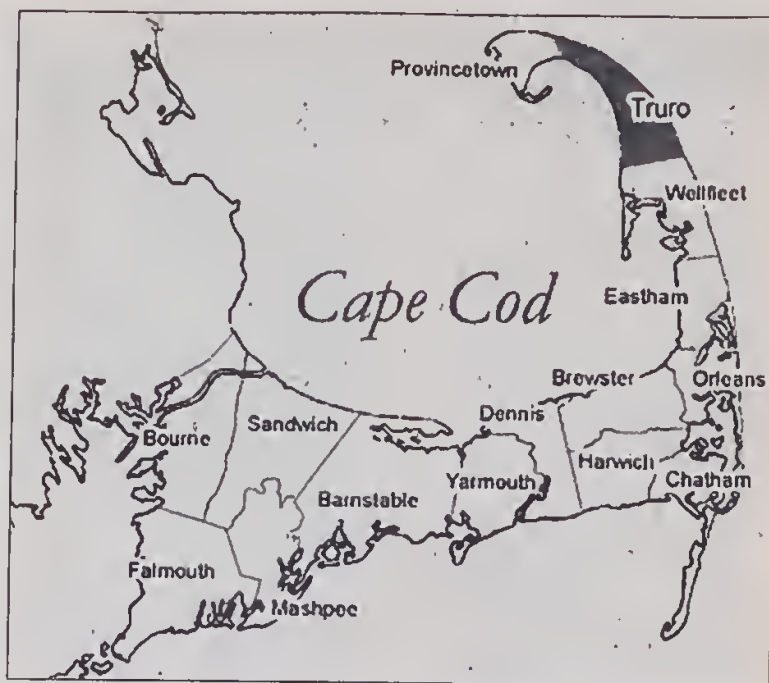 Provincetown
Truro
Wellfleet
Cape Cod
Eastham
Brewster
Orleans
Dennis
Sandwich
Bourne
Harwich
Yarmouth
Chatham
Barnstable
Falmouth
Mashpee